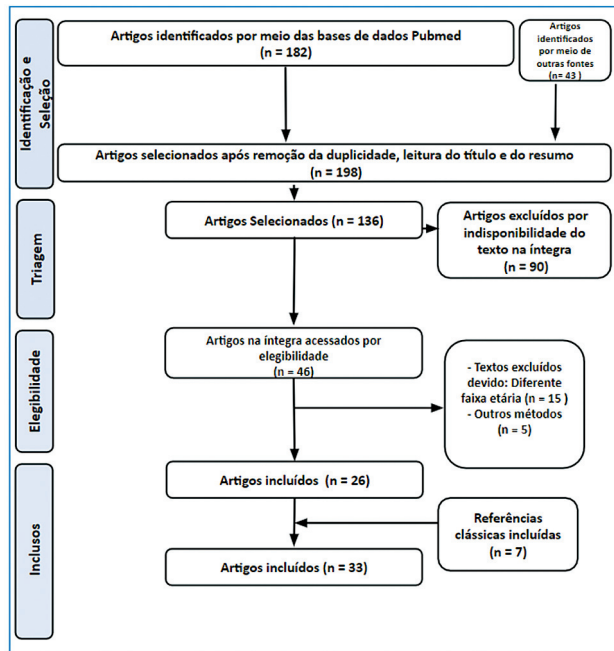 Identificação e
Seleção
Artigos identificados por meio das bases de dados Pubmed
(n = 182)
Artigos
identificados
por meio de
outras fontes
(n= 43 )
Artigos selecionados após remoção da duplicidade, leitura do título e do resumo
(n = 198)
Triagem
Artigos Selecionados (n = 136)
Artigos excluídos por
indisponibilidade do
texto na íntegra
(n = 90)
Elegibilidade
Artigos na íntegra acessados por
elegibilidade
(n = 46)
- Textos excluídos
devido: Diferente
faixa etária (n = 15 )
- Outros métodos
(n = 5)
Inclusos
Artigos incluídos (n = 26)
Referências
clássicas incluídas
(n = 7)
Artigos incluídos (n = 33)